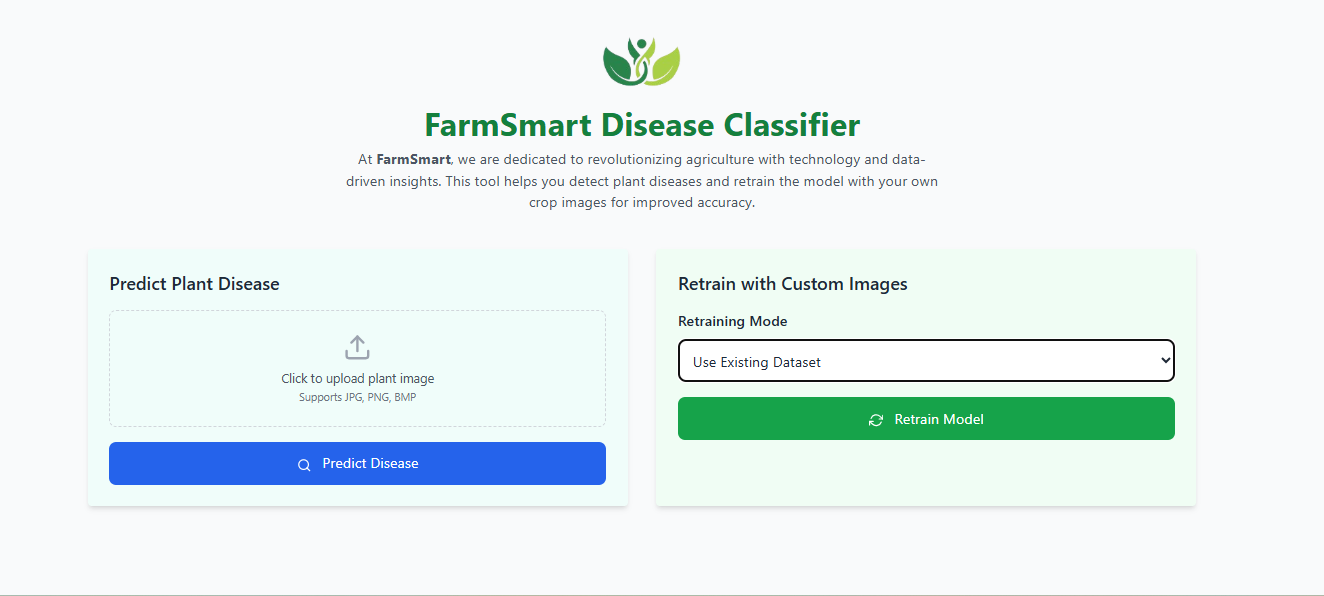 FarmSmart Disease Classifier
At FarmSmart, we are dedicated to revolutionizing agriculture with technology and data-
driven insights. This tool helps you detect plant diseases and retrain the model with your own
crop images for improved accuracy.
Predict Plant Disease
Click to upload plant image
Supports JPG, PNG, BMP
Predict Disease
Retrain with Custom Images
Retraining Mode
Use Existing Dataset
Retrain Model